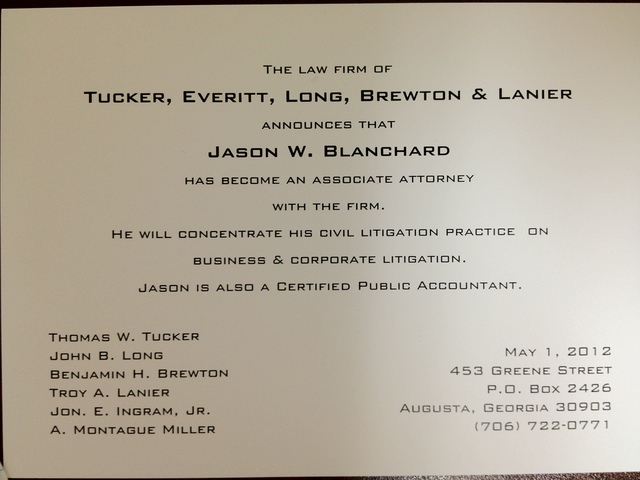 The law firm of
Tucker, Everitt, Long, Brewton & Lanier
announces that
Jason W. Blanchard
has become an associate attorney
with the firm.
He will concentrate his civil litigation practice on
business & corporate litigation.
Jason is also a Certified Public Accountant.
Thomas W. Tucker
John B. Long
Benjamin H. Brewton
Troy A. Lanier
Jon. E. Ingram, Jr.
A. Montague Miller
May 1, 2012
453 Greene Street
P.O. Box 2426
Augusta, Georgia 30903
(706) 722-0771